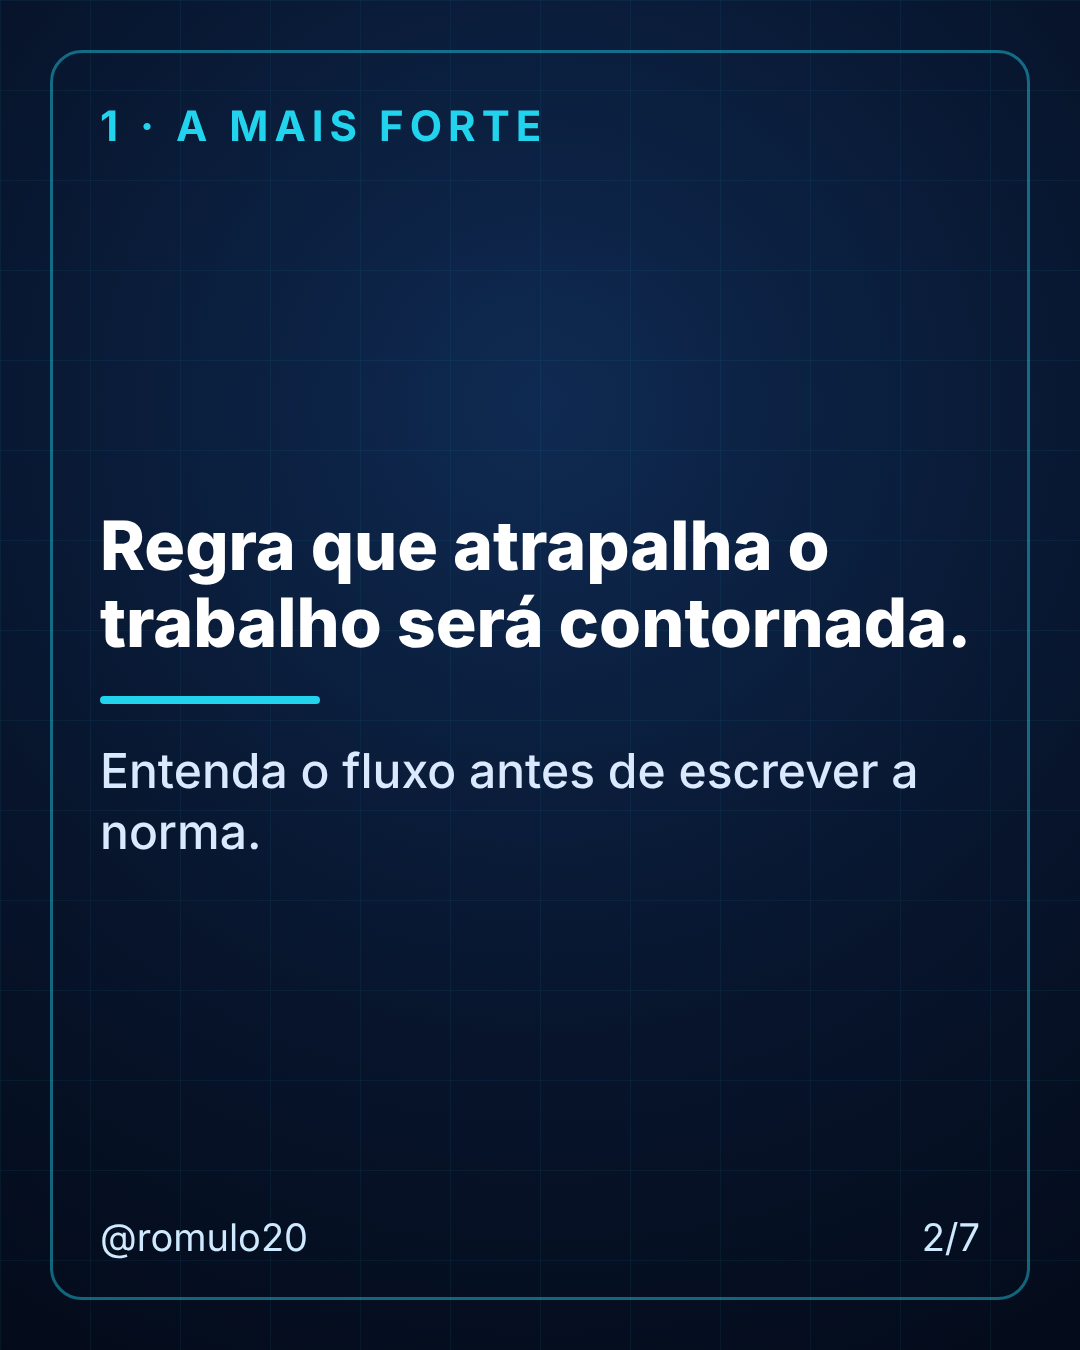 1 · A MAIS FORTE
Regra que atrapalha o
trabalho será contornada.
Entenda o fluxo antes de escrever a
norma.
@romulo20
2/7